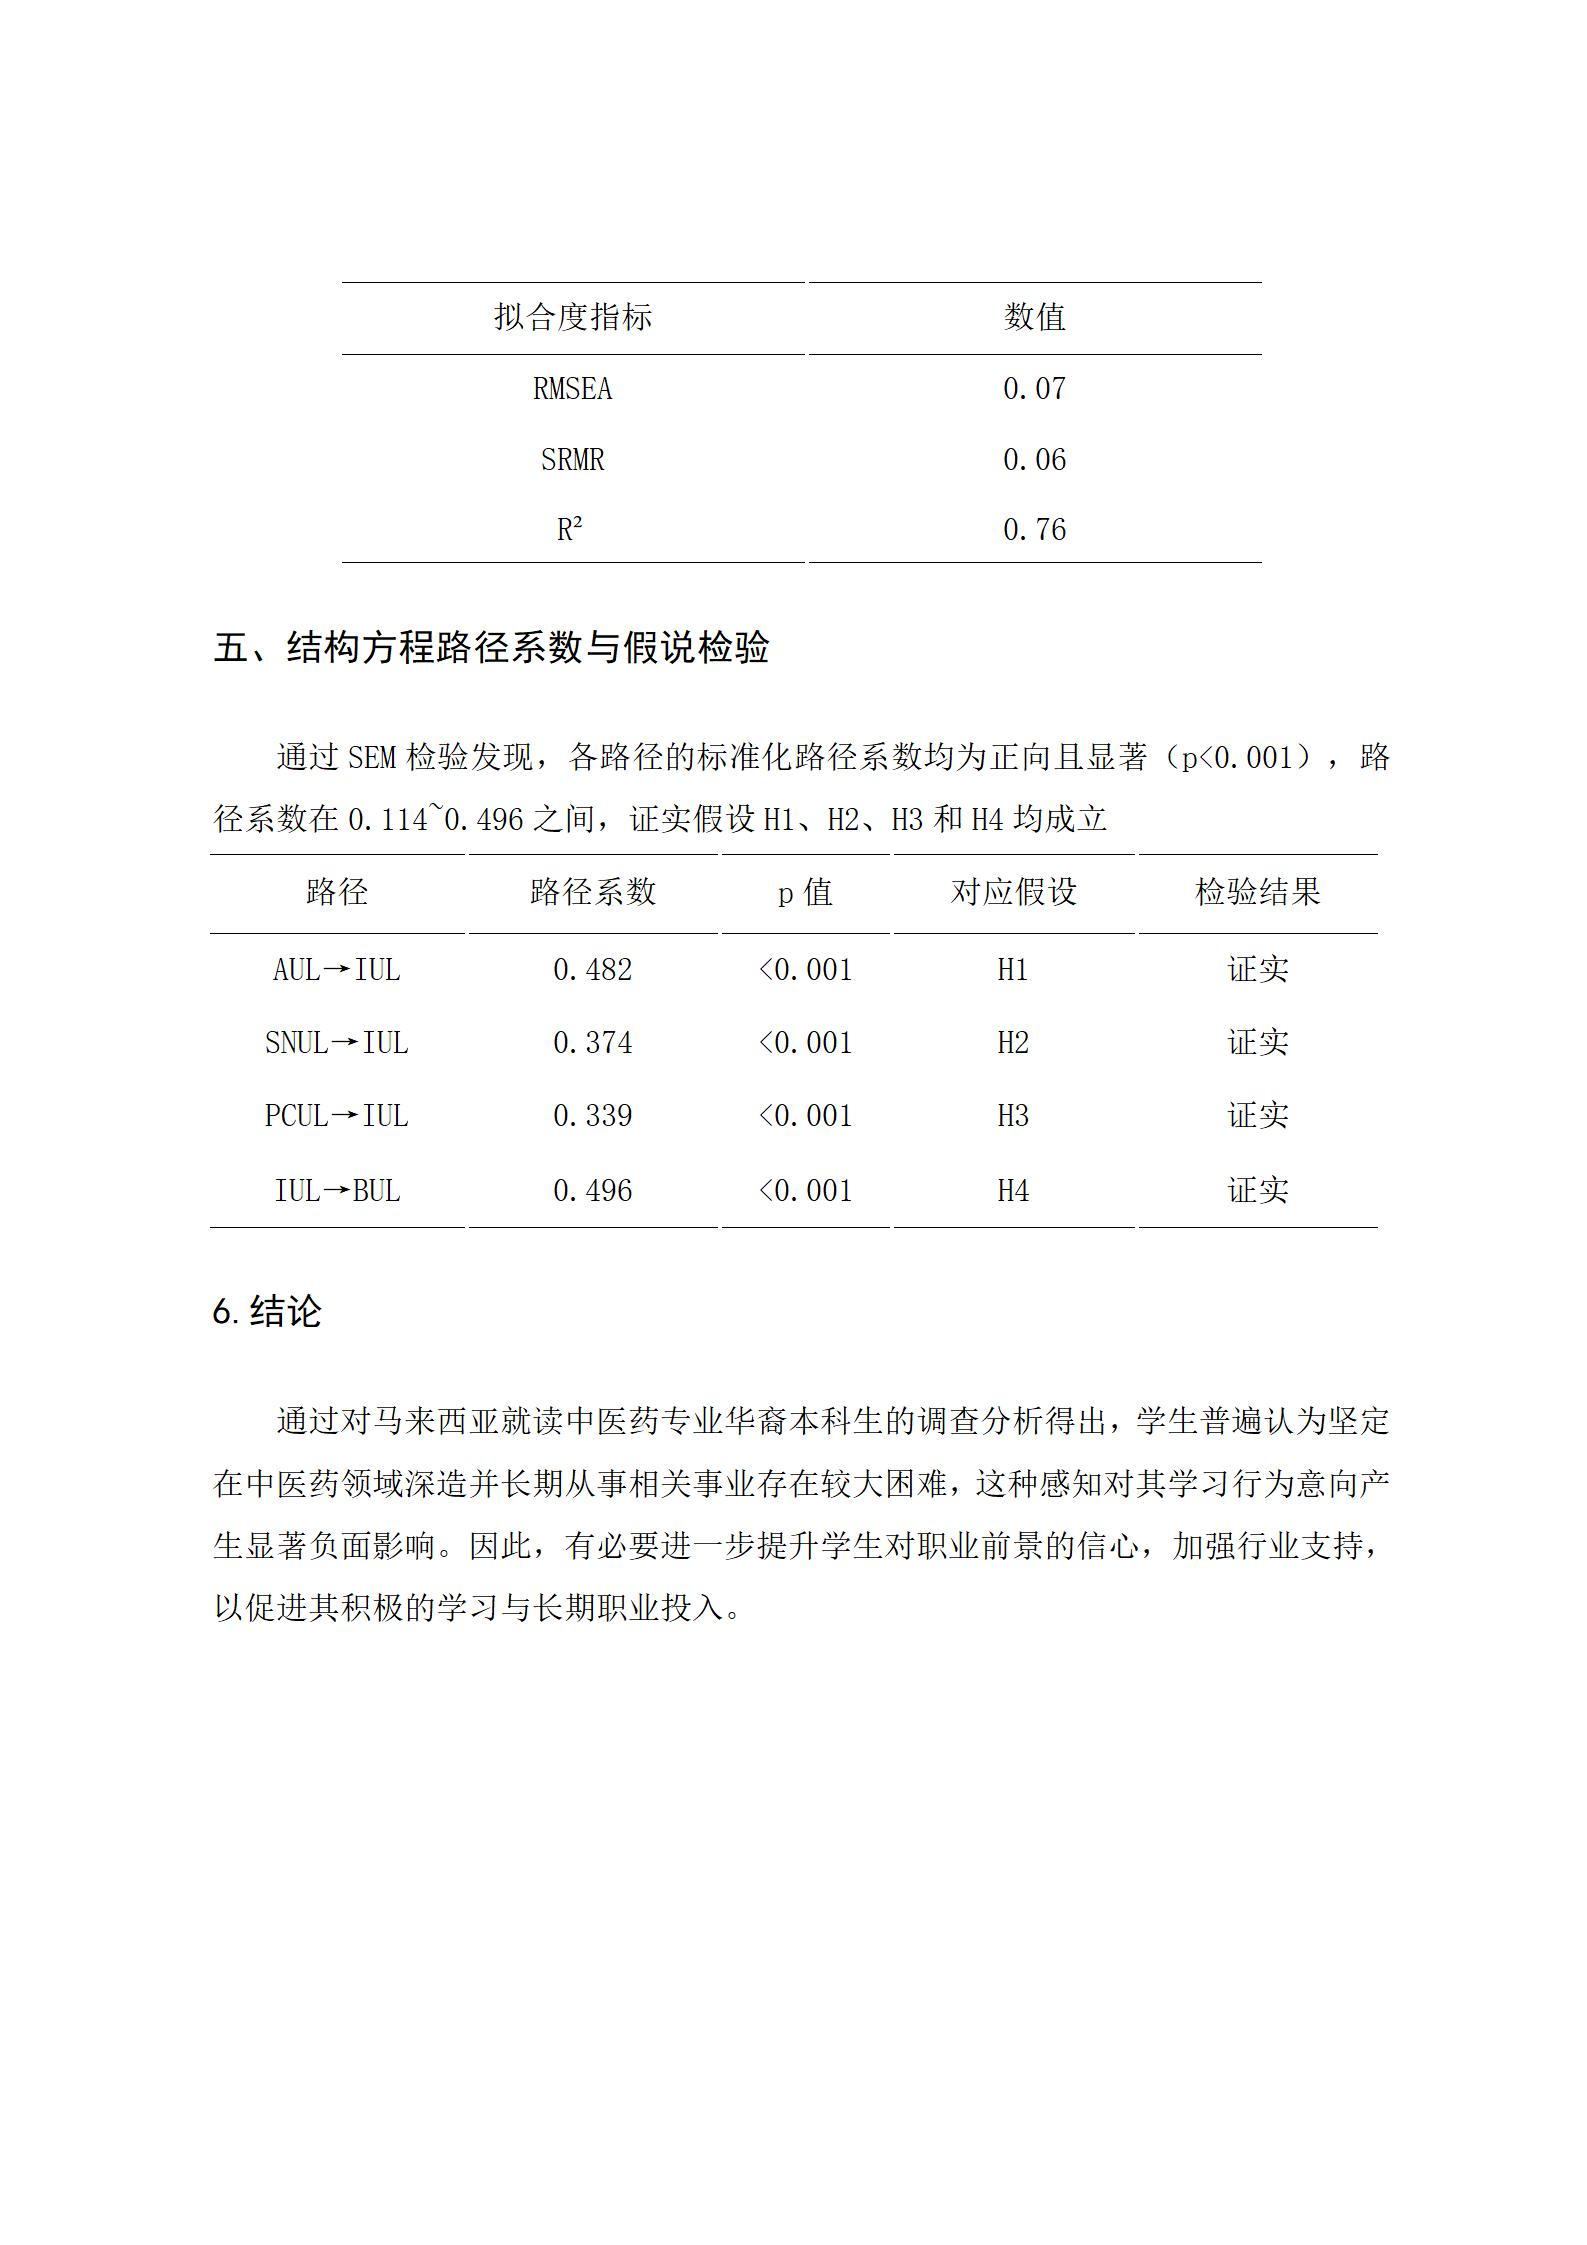 拟合度指标 数值
RMSEA 0.07
SRMR 0.06
R² 0.76
五、结构方程路径系数与假说检验
通过 SEM 检验发现，各路径的标准化路径系数均为正向且显著（p<0.001），路
径系数在 0.114~0.496 之间，证实假设 H1、H2、H3 和 H4 均成立
路径 路径系数 p 值 对应假设 检验结果
AUL→IUL 0.482 <0.001 H1 证实
SNUL→IUL 0.374 <0.001 H2 证实
PCUL→IUL 0.339 <0.001 H3 证实
IUL→BUL 0.496 <0.001 H4 证实
6.结论
通过对马来西亚就读中医药专业华裔本科生的调查分析得出，学生普遍认为坚定
在中医药领域深造并长期从事相关事业存在较大困难，这种感知对其学习行为意向产
生显著负面影响。因此，有必要进一步提升学生对职业前景的信心，加强行业支持，
以促进其积极的学习与长期职业投入。